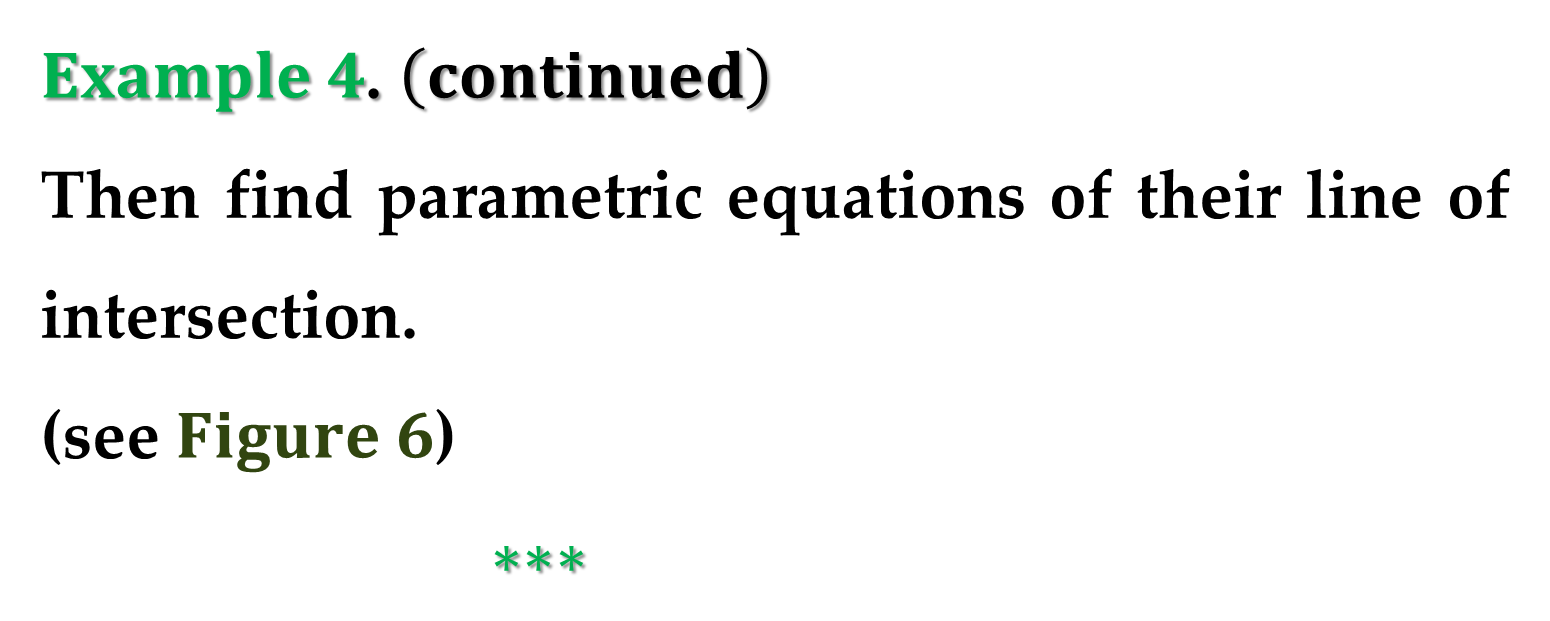 Example 4. (continued)
Then find parametric equations of their line of
intersection.
(see Figure 6)
***